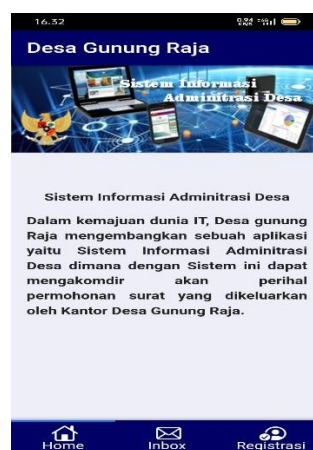 16.32
Desa Gunung Raja
Sistem Informasi
Adminitrasi Desa
Sistem Informasi Adminitrasi Desa
Dalam kemajuan dunia IT, Desa gunung
Raja mengembangkan sebuah aplikasi
yaitu Sistem Informasi Adminitrasi
Desa dimana dengan Sistem ini dapat
mengakomdir akan perihal
permohonan surat yang dikeluarkan
oleh Kantor Desa Gunung Raja.
Home Inbox Registrasi